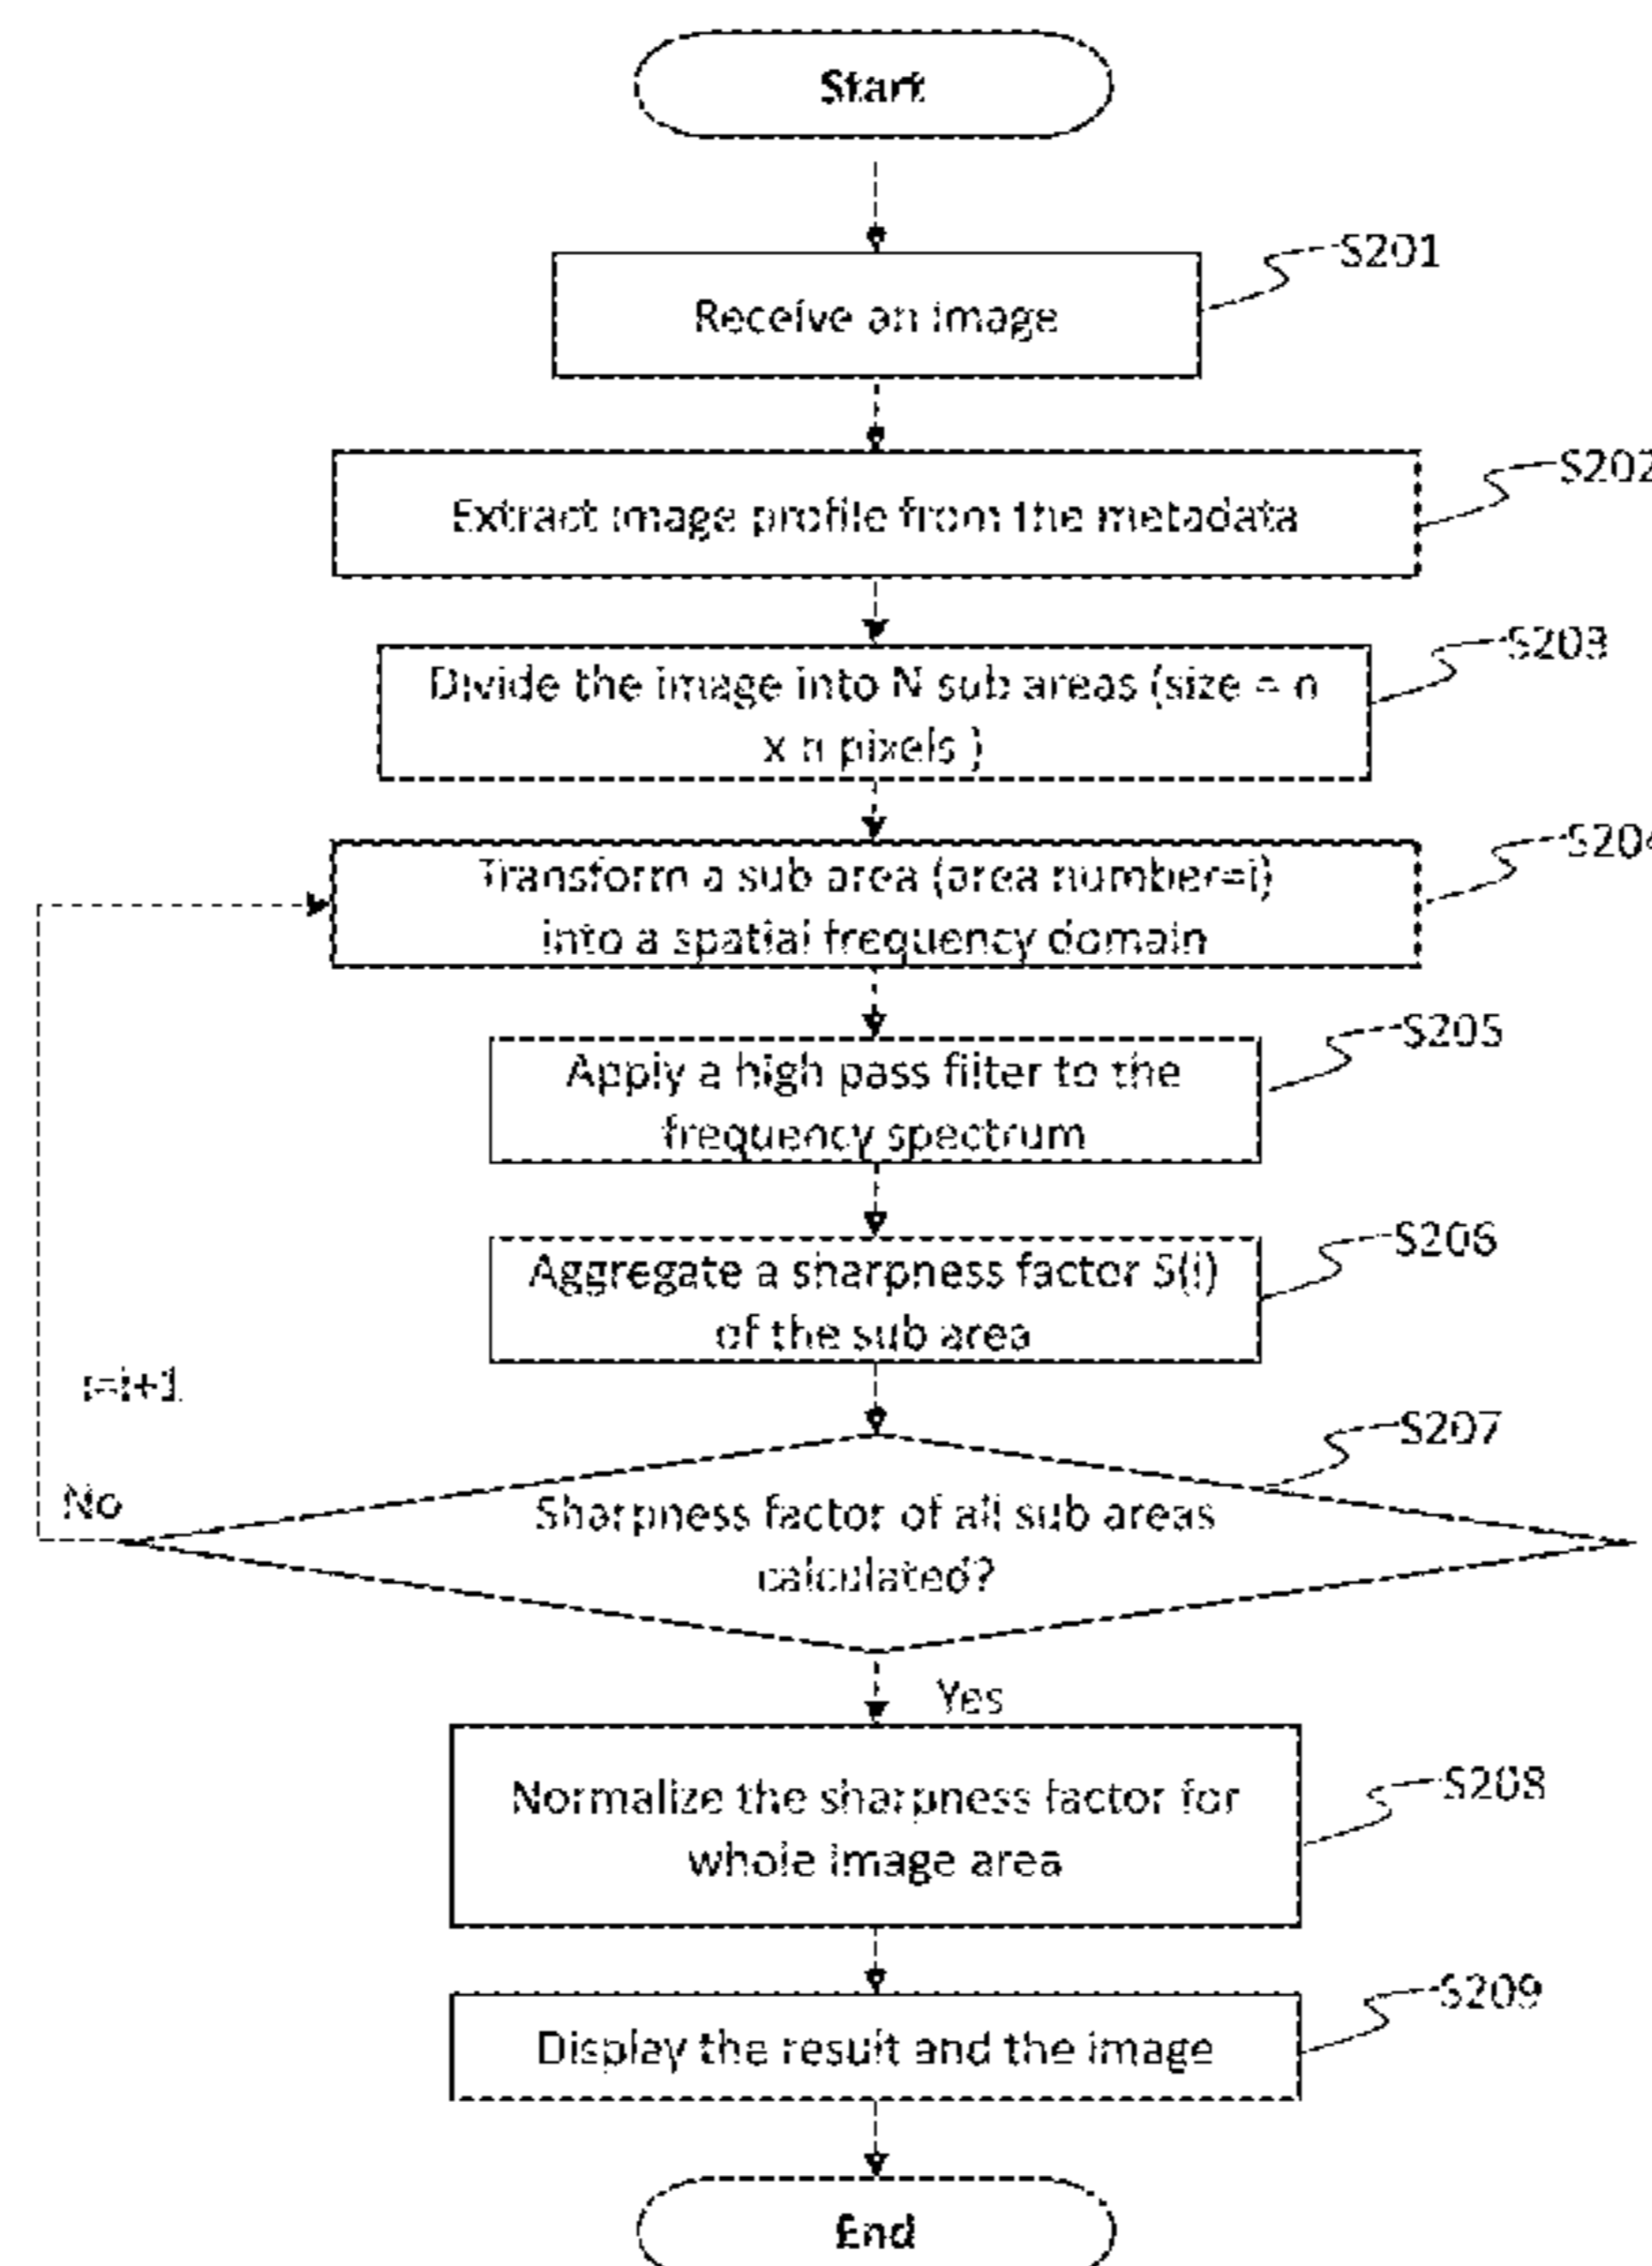 Start
S201
Receive an image
S202
Extract image profile from the metadata
S203
Divide the image into N sub areas (size = n
x n pixels )
S204
Transform a sub area (area number=i)
into a spatial frequency domain
S205
Apply a high pass filter to the
frequency spectrum
S206
Aggregate a sharpness factor S(i)
of the sub area
i=i+1
S207
No
Sharpness factor of all sub areas
calculated?
Yes
S208
Normalize the sharpness factor for
whole image area
S209
Display the result and the image
End